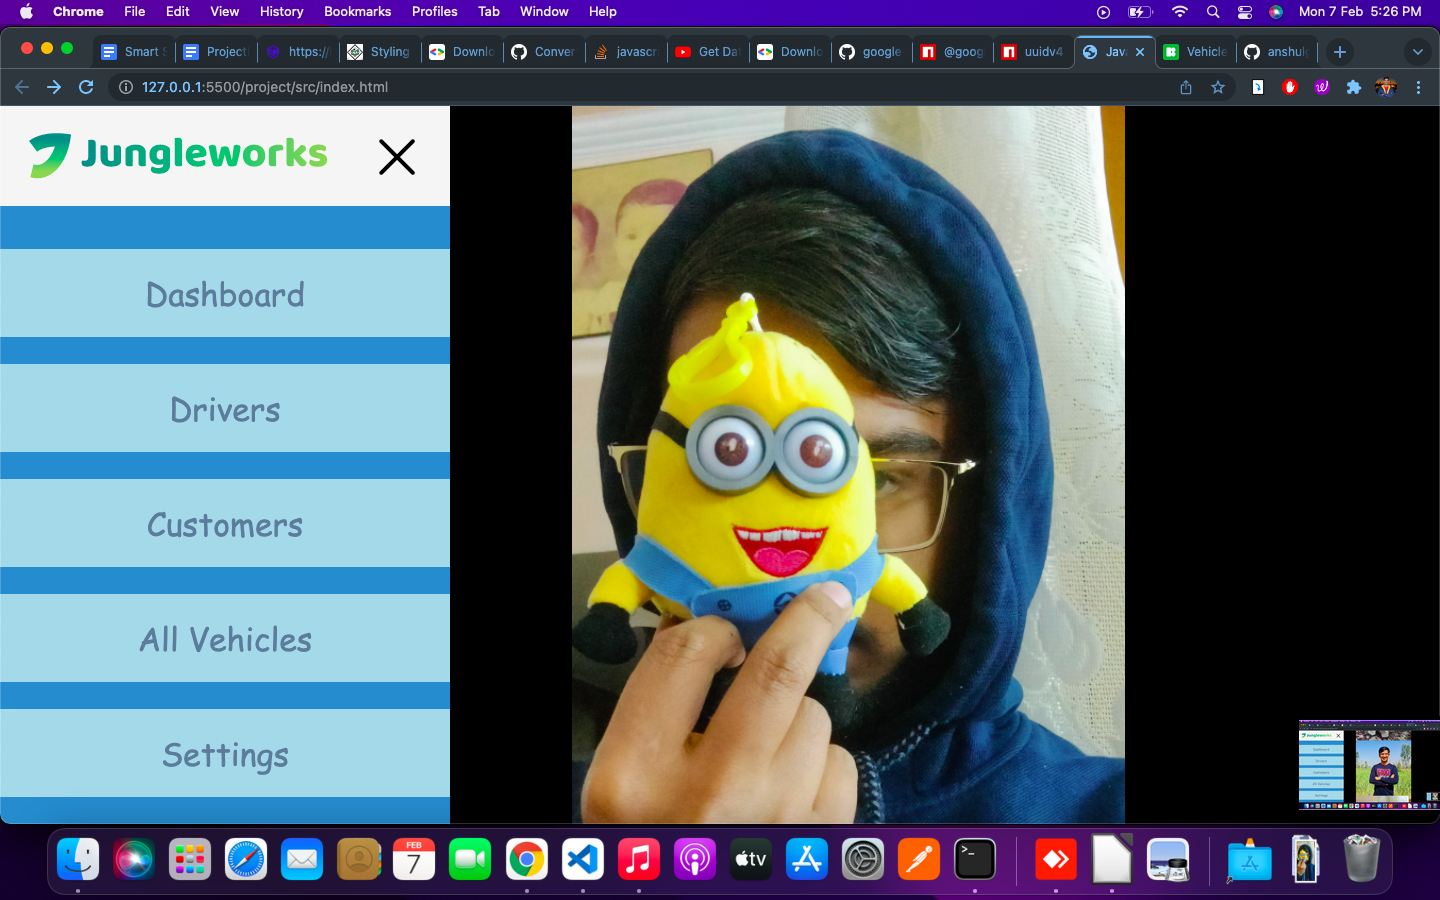 Chrome File Edit View History Bookmarks Profiles Tab Window Help Mon 7 Feb 5:26 PM
Smart S Project https:// Styling Downlo Conver javascr Get Da Downlo google- @goog uuidv4 Java Vehicle anshul
127.0.0.1:5500/project/src/index.html
Jungleworks
Dashboard
Drivers
Customers
All Vehicles
Settings
FEB
7
tv
>_